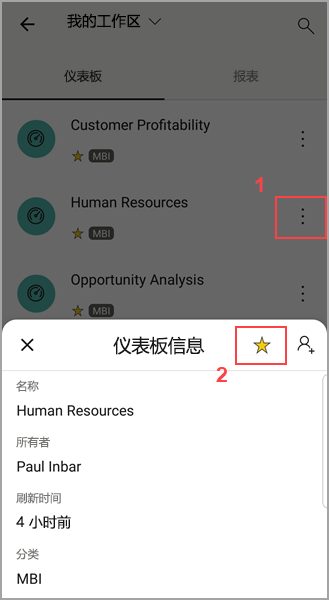 我的工作区
仪表板 报表
Customer Profitability
MBI
1
Human Resources
MBI
Opportunity Analysis
MBI
仪表板信息
2
名称
Human Resources
所有者
Paul Inbar
刷新时间
4 小时前
分类
MBI